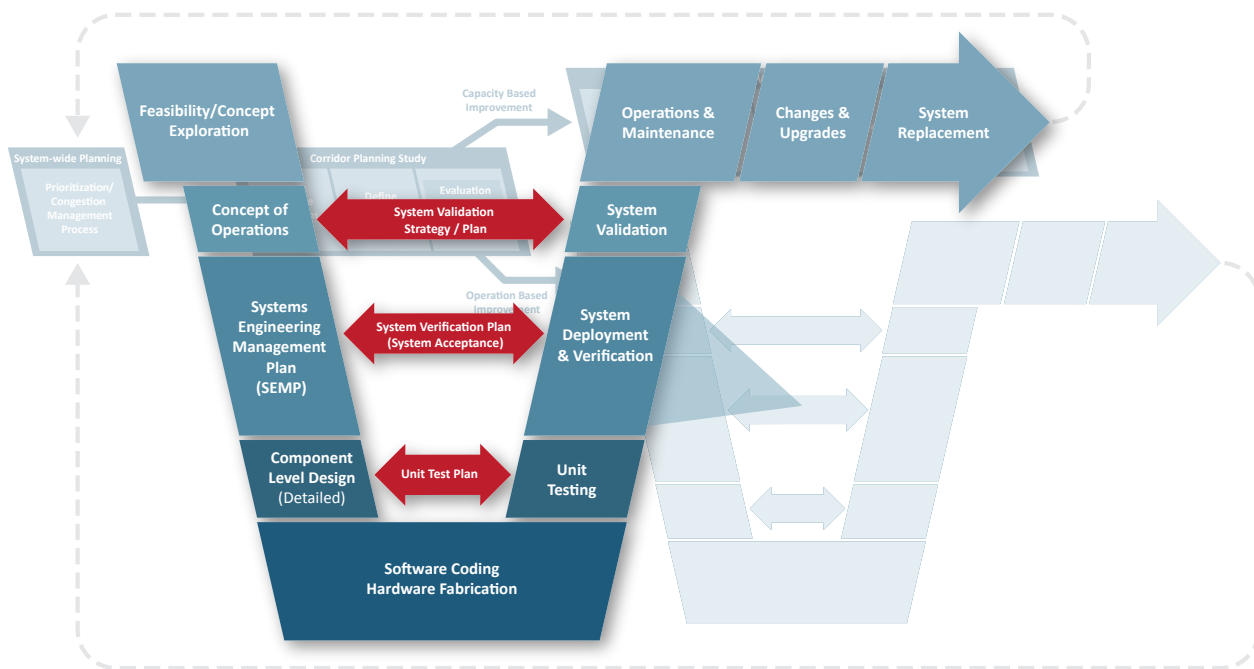 Capacity Based
Improvement
Feasibility/Concept
Exploration
Operations &
Maintenance
Changes &
Upgrades
System
Replacement
System-wide Planning
Prioritization/
Congestion
Management
Process
Corridor Planning Study
Define
Evaluation
Concept of
Operations
System Validation
Strategy / Plan
System
Validation
Operation Based
Systems
Engineering
Management
Plan
(SEMP)
System Verification Plan
(System Acceptance)
System
Deployment
& Verification
Component
Level Design
(Detailed)
Unit Test Plan
Unit
Testing
Software Coding
Hardware Fabrication